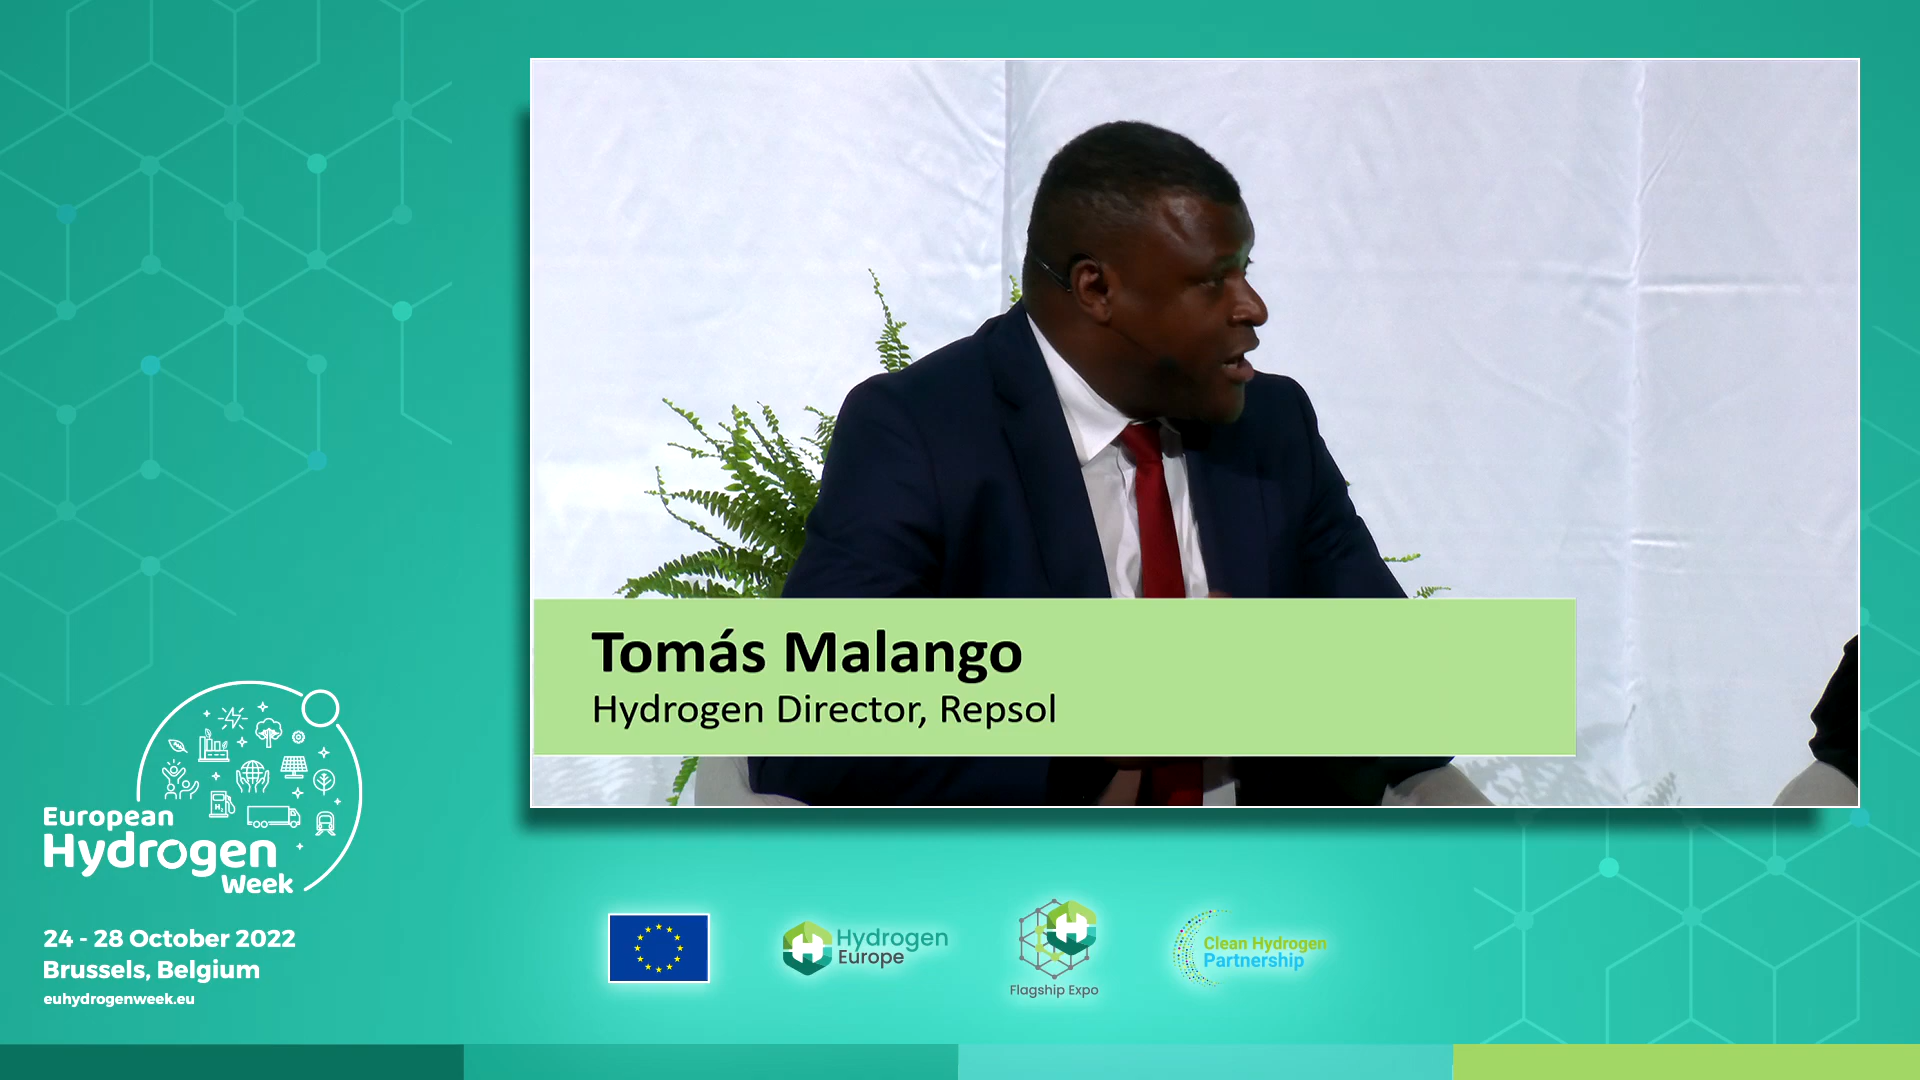 Tomás Malango
Hydrogen Director, Repsol
European
Hydrogen
Week
24 - 28 October 2022
Brussels, Belgium
euhydrogenweek.eu
Hydrogen
Europe
Flagship Expo
Clean Hydrogen
Partnership